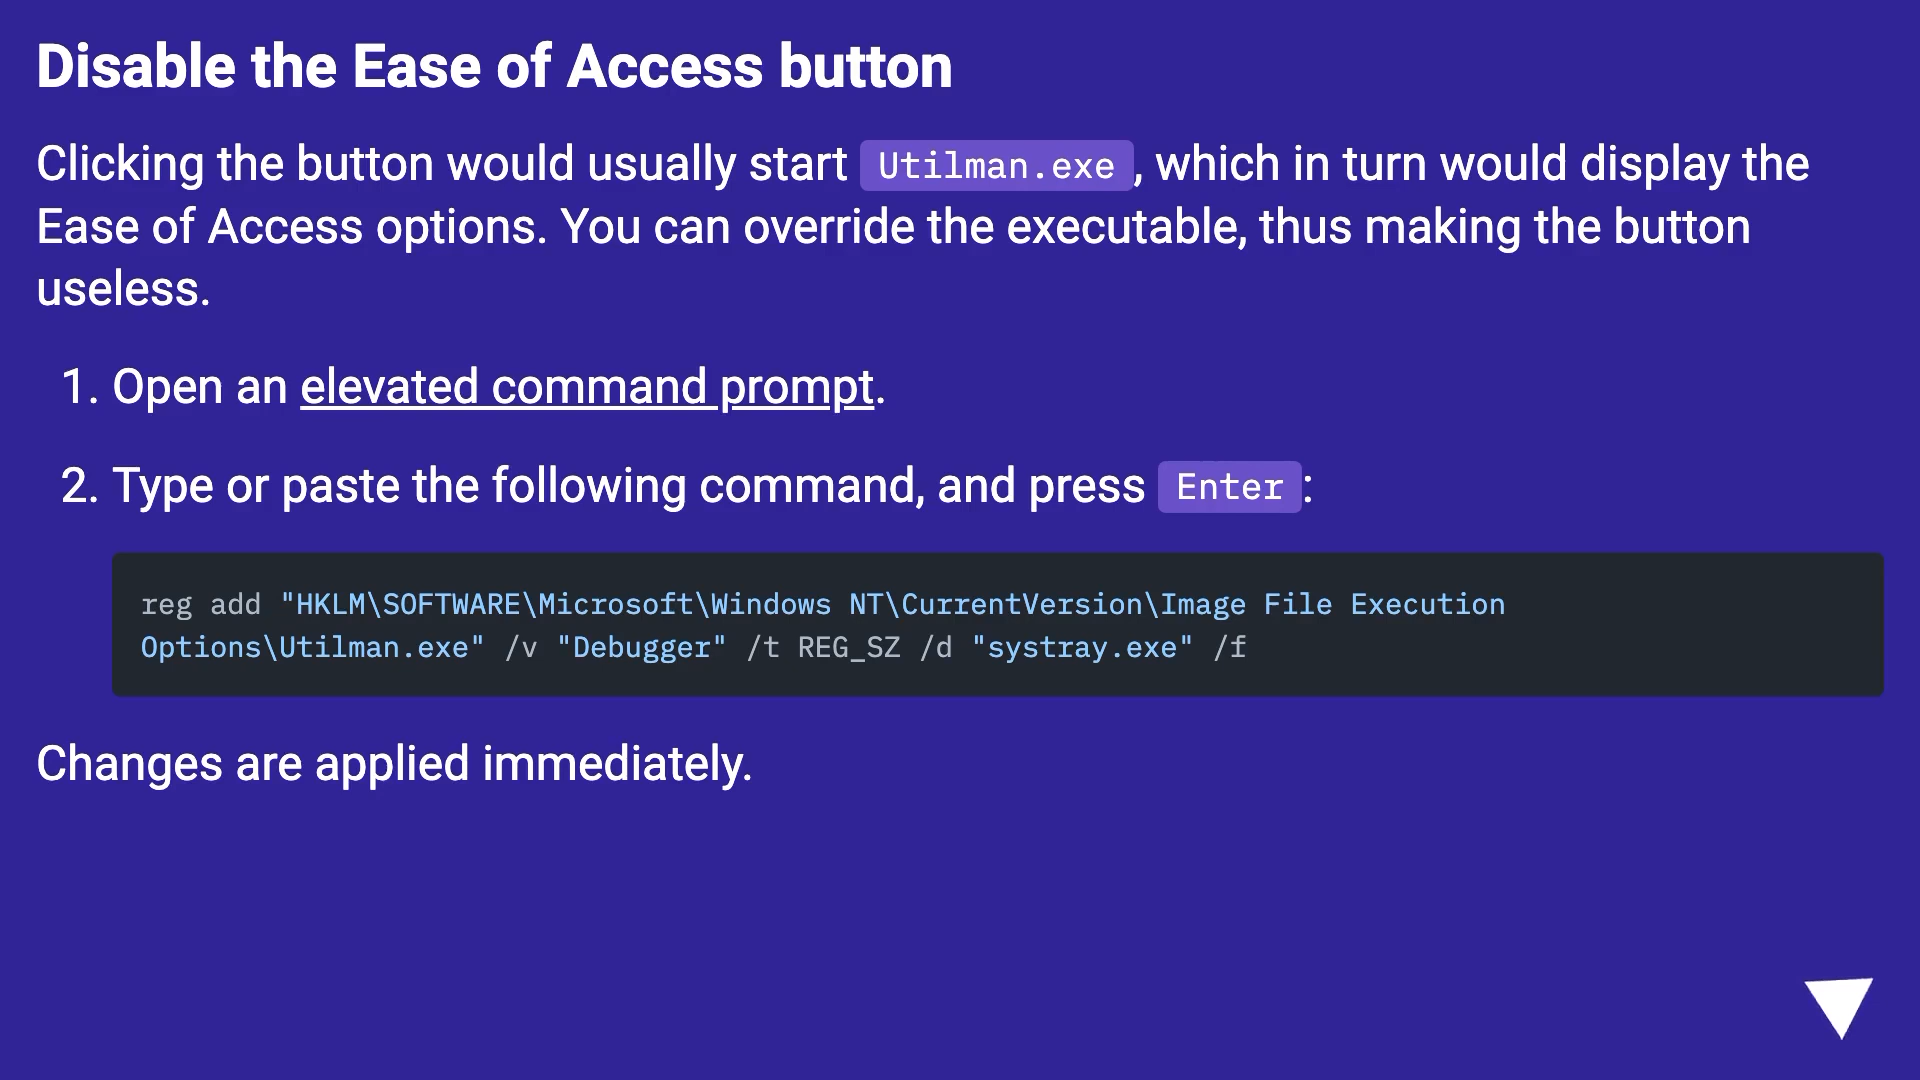 Disable the Ease of Access button
Clicking the button would usually start Utilman.exe, which in turn would display the
Ease of Access options. You can override the executable, thus making the button
useless.
1. Open an elevated command prompt.
2. Type or paste the following command, and press Enter:
reg add "HKLM\SOFTWARE\Microsoft\Windows NT\CurrentVersion\Image File Execution
Options\Utilman.exe" /v "Debugger" /t REG_SZ /d "systray.exe" /f
Changes are applied immediately.